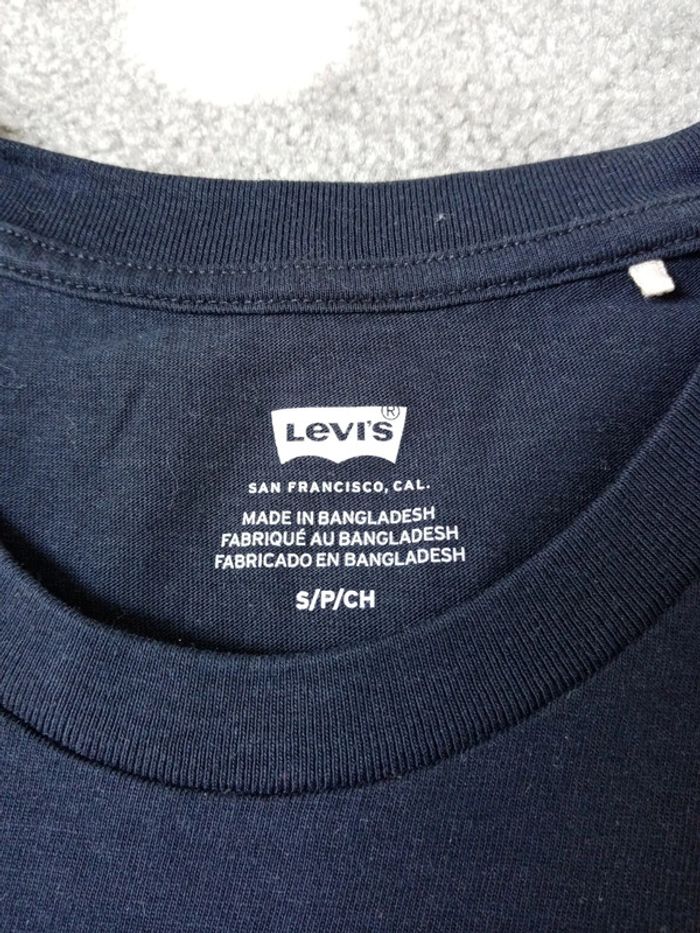 Levi's®
SAN FRANCISCO, CAL.
MADE IN BANGLADESH
FABRIQUÉ AU BANGLADESH
FABRICADO EN BANGLADESH
S/P/CH